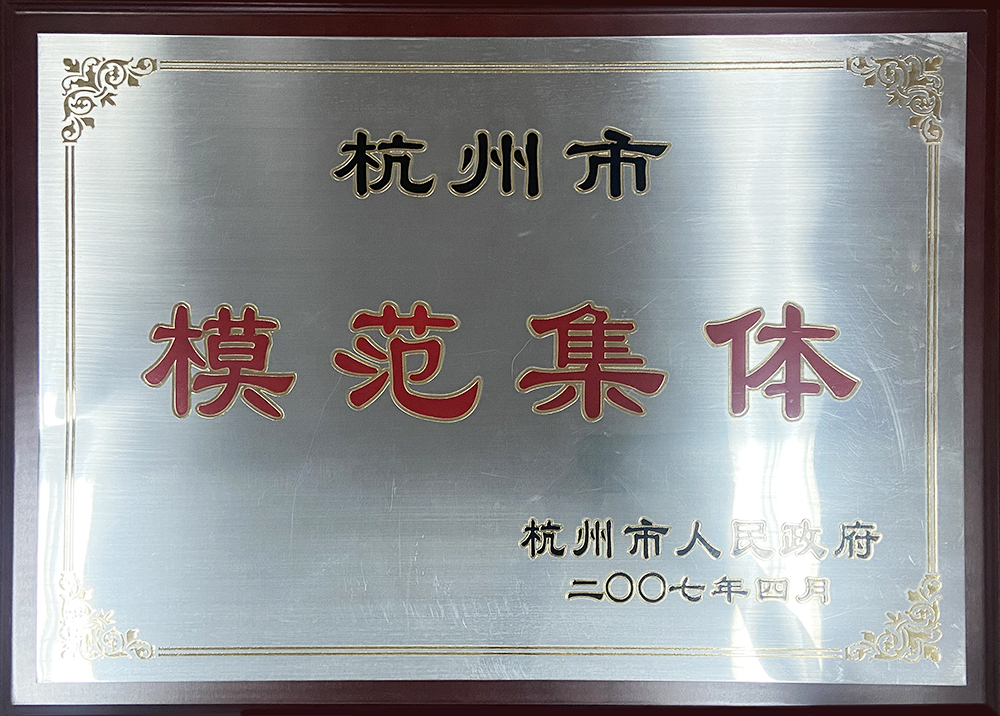 杭州市
模范集体
杭州市人民政府
二〇〇七年四月